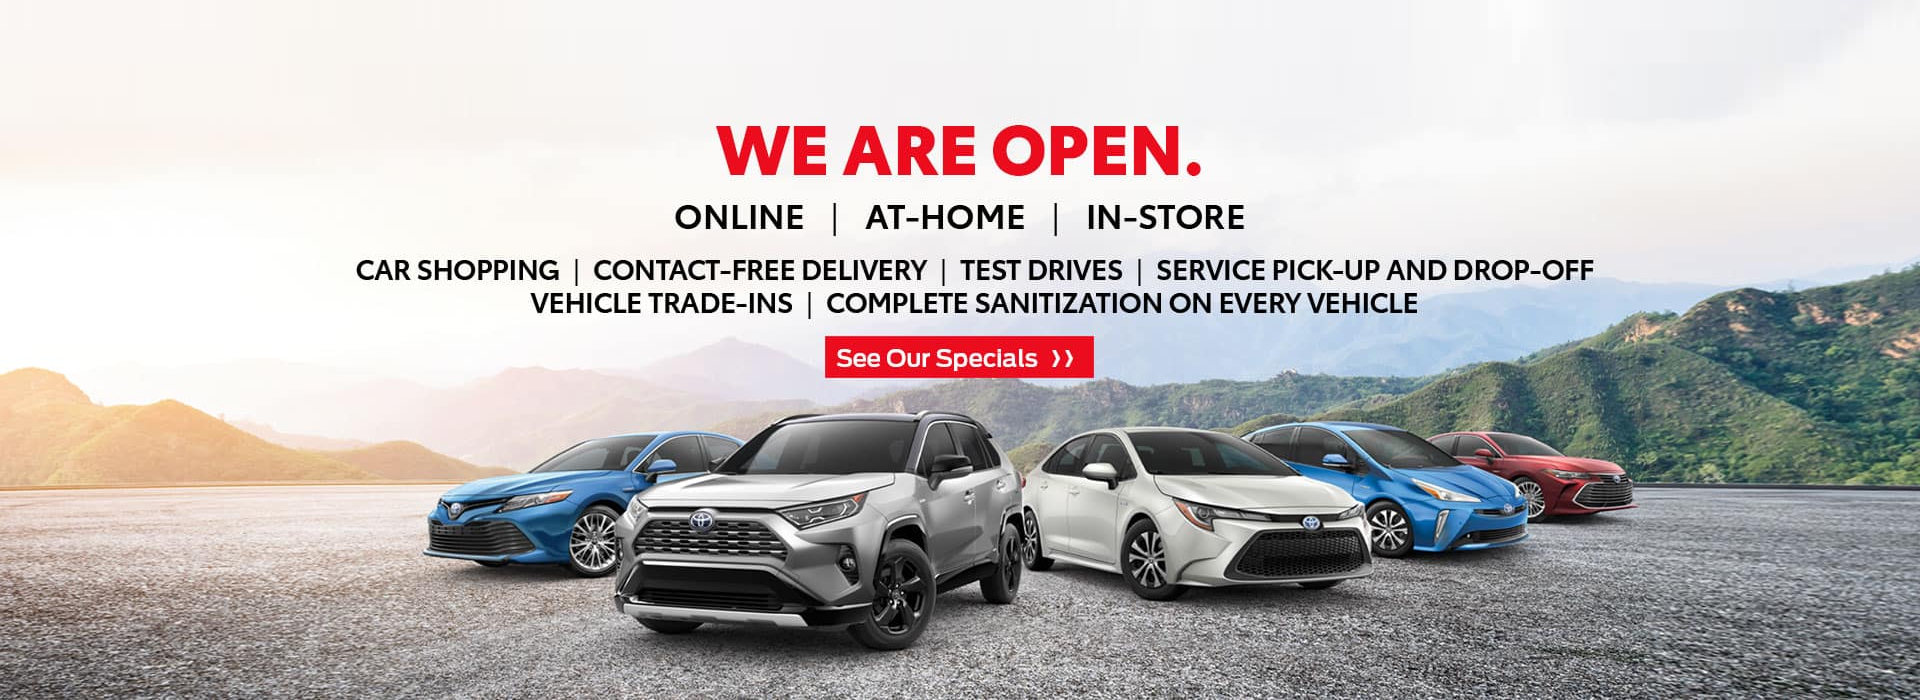 WE ARE OPEN.
ONLINE | AT-HOME | IN-STORE
CAR SHOPPING | CONTACT-FREE DELIVERY | TEST DRIVES | SERVICE PICK-UP AND DROP-OFF
VEHICLE TRADE-INS | COMPLETE SANITIZATION ON EVERY VEHICLE
See Our Specials ❯❯